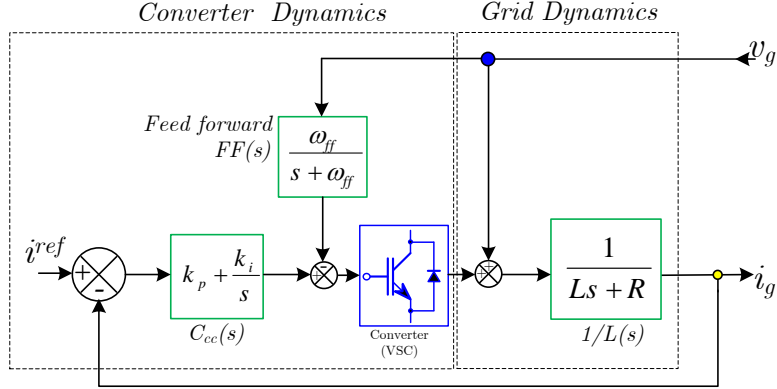 Converter Dynamics
Grid Dynamics
v_g
Feed forward
FF(s)
ω_ff
s + ω_ff
i^ref
+
-
k_p + k_i
s
C_cc(s)
-
Converter
(VSC)
+
1
Ls + R
1/L(s)
i_g